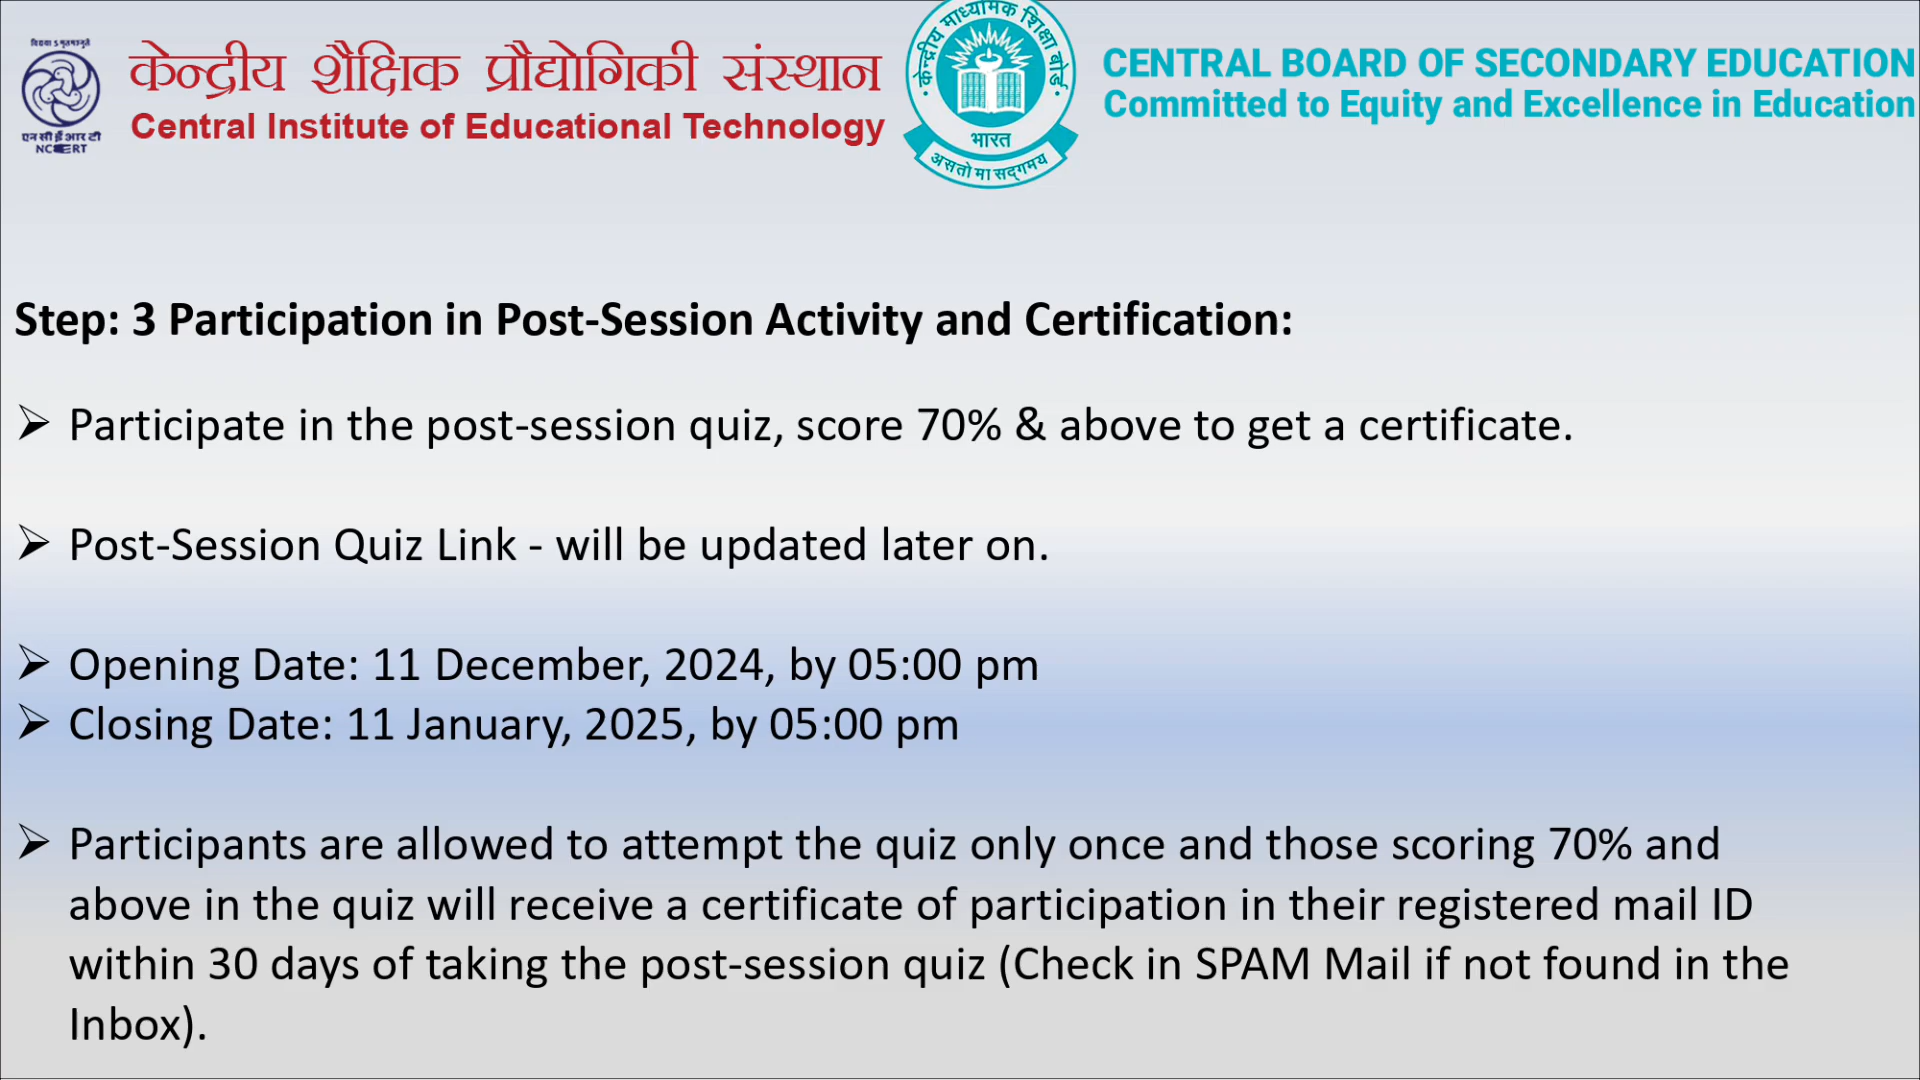 विद्यया ऽ मृतमश्नुते
एन सी ई आर टी
NCERT
केन्द्रीय शैक्षिक प्रौद्योगिकी संस्थान
Central Institute of Educational Technology
केन्द्रीय माध्यमिक शिक्षा बोर्ड
भारत
असतो मा सद्गमय
CENTRAL BOARD OF SECONDARY EDUCATION
Committed to Equity and Excellence in Education
Step: 3 Participation in Post-Session Activity and Certification:
➢ Participate in the post-session quiz, score 70% & above to get a certificate.
➢ Post-Session Quiz Link - will be updated later on.
➢ Opening Date: 11 December, 2024, by 05:00 pm
➢ Closing Date: 11 January, 2025, by 05:00 pm
➢ Participants are allowed to attempt the quiz only once and those scoring 70% and
above in the quiz will receive a certificate of participation in their registered mail ID
within 30 days of taking the post-session quiz (Check in SPAM Mail if not found in the
Inbox).